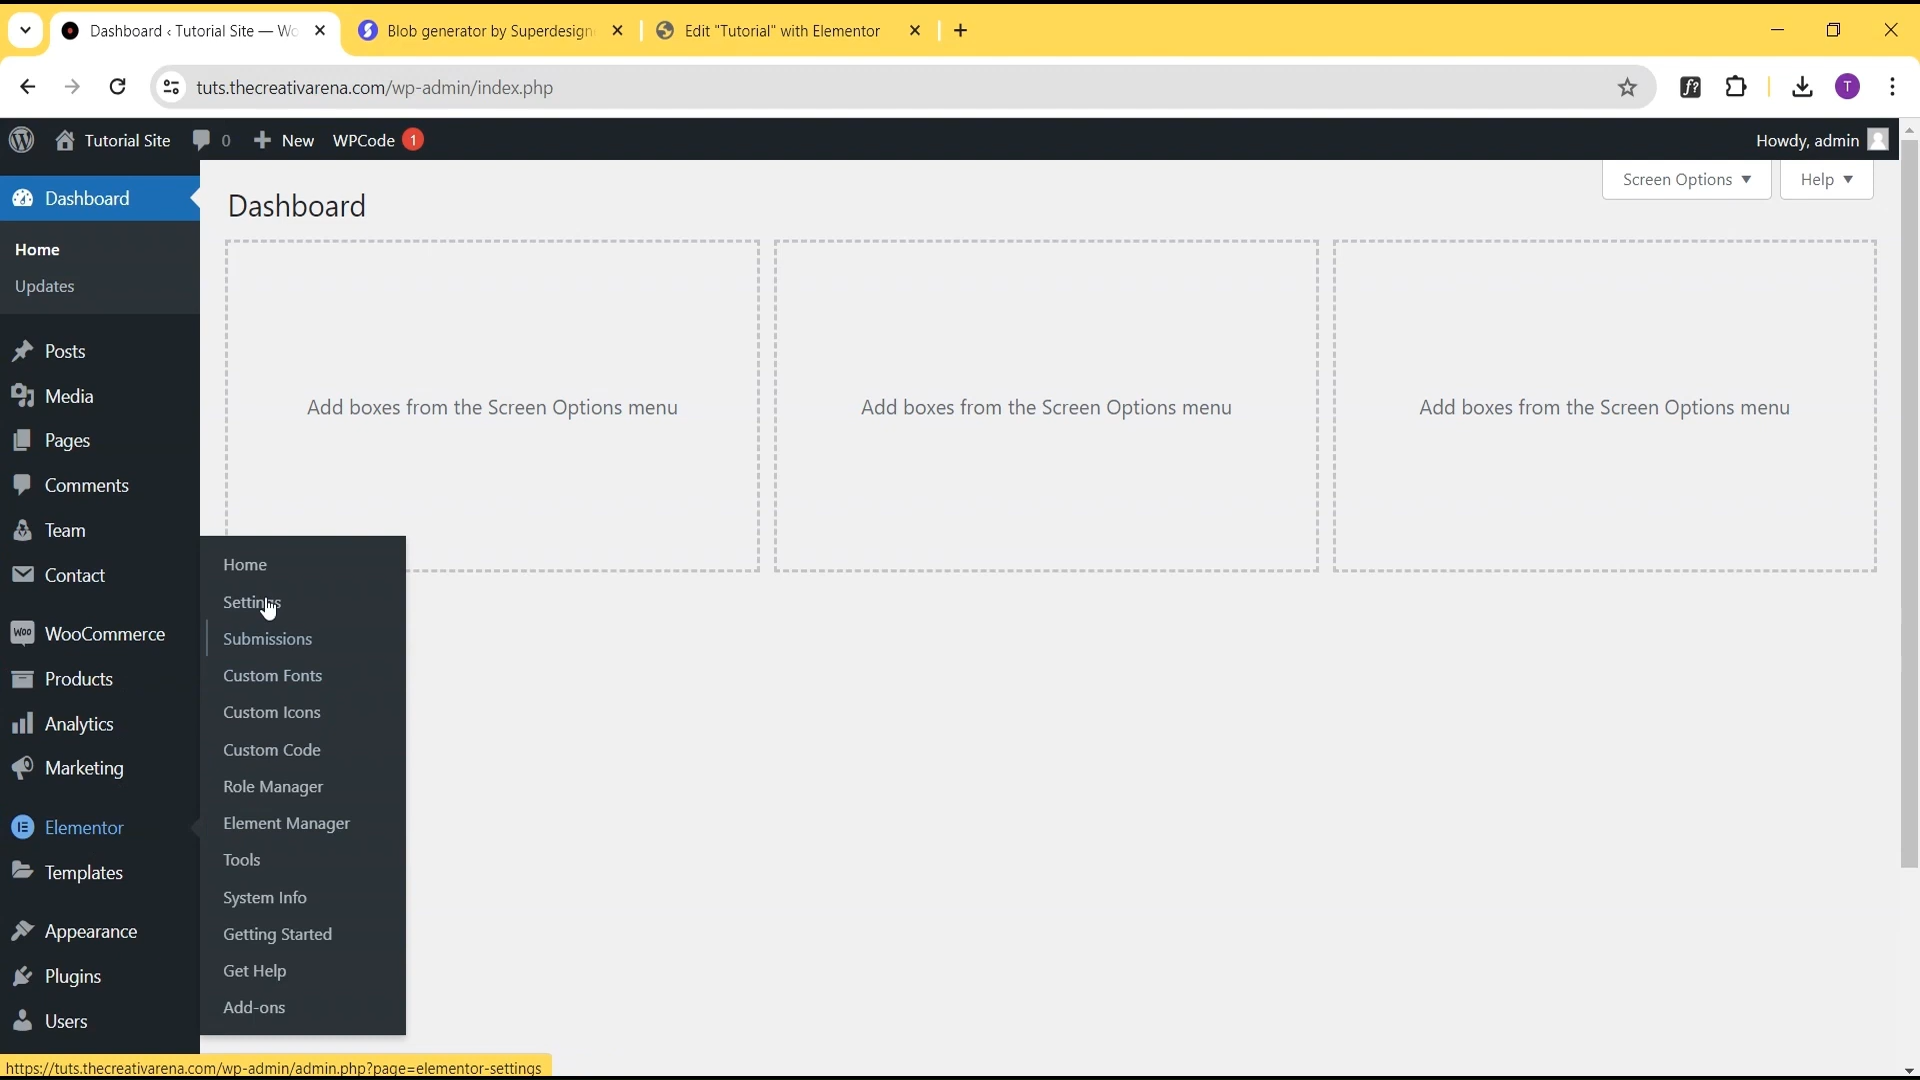 Dashboard ‹ Tutorial Site — Wo
Blob generator by Superdesign
Edit "Tutorial" with Elementor
tuts.thecreativarena.com/wp-admin/index.php
f?
T
Tutorial Site
0
New
WPCode 1
Howdy, admin
Dashboard
Home
Updates
Posts
Media
Pages
Comments
Team
Contact
Woo WooCommerce
Products
Analytics
Marketing
Elementor
Templates
Appearance
Plugins
Users
Screen Options
Help
Dashboard
Add boxes from the Screen Options menu
Add boxes from the Screen Options menu
Add boxes from the Screen Options menu
Home
Settings
Submissions
Custom Fonts
Custom Icons
Custom Code
Role Manager
Element Manager
Tools
System Info
Getting Started
Get Help
Add-ons
https://tuts.thecreativarena.com/wp-admin/admin.php?page=elementor-settings